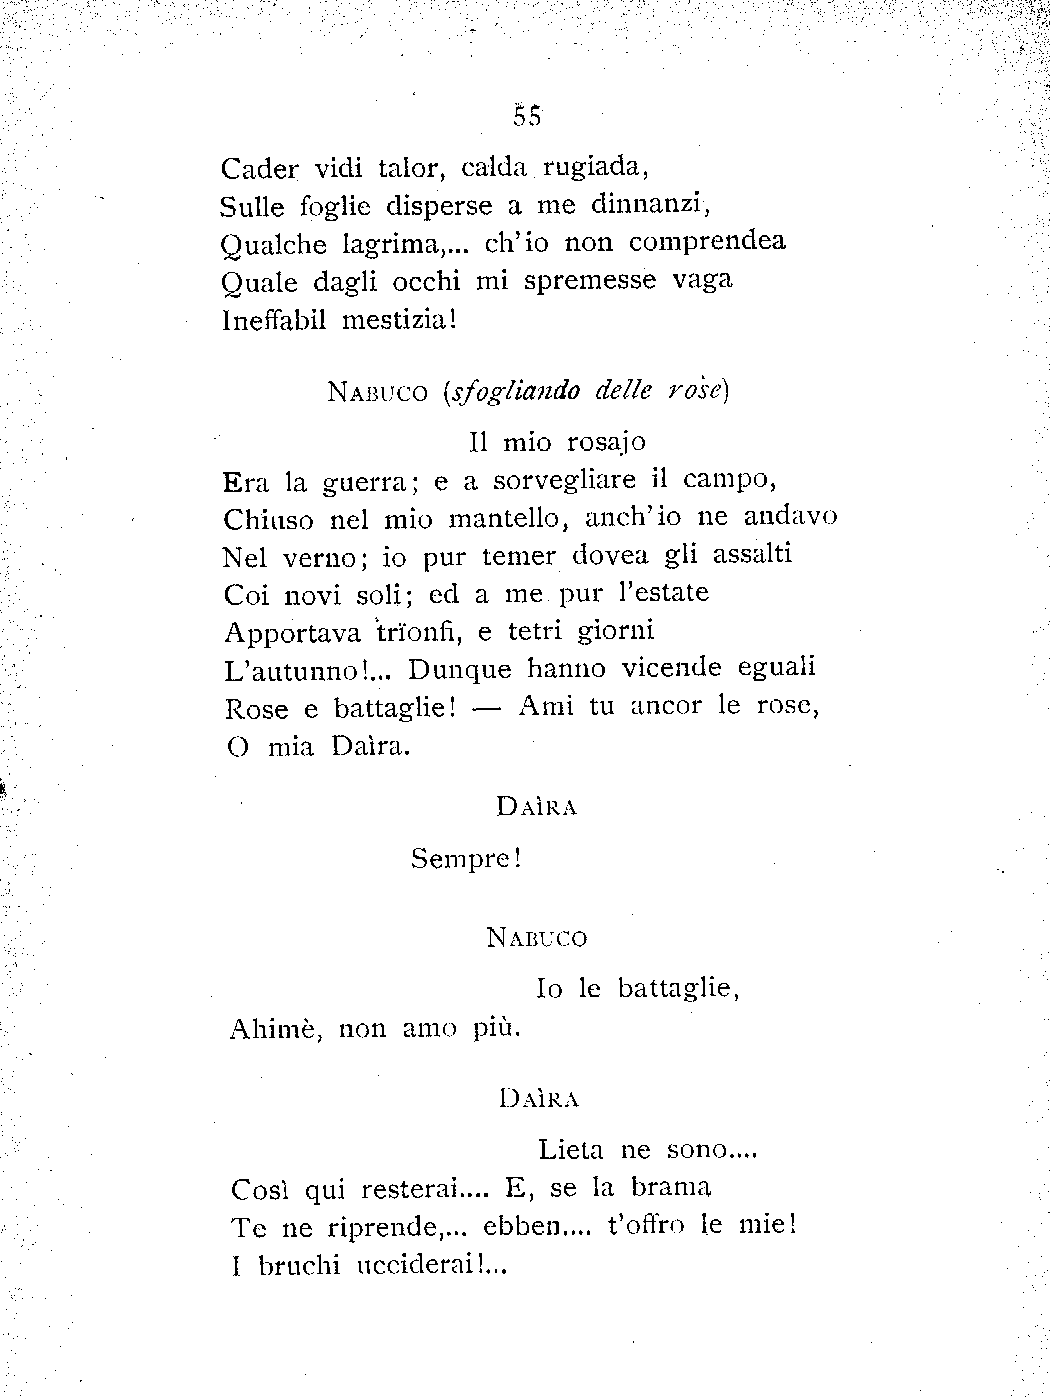 55
Cader vidi talor, calda rugiada,
Sulle foglie disperse a me dinnanzi,
Qualche lagrima,... ch'io non comprendea
Quale dagli occhi mi spremesse vaga
Ineffabil mestizia!
NABUCO (sfogliando delle rose)
Il mio rosajo
Era la guerra; e a sorvegliare il campo,
Chiuso nel mio mantello, anch'io ne andavo
Nel verno; io pur temer dovea gli assalti
Coi novi soli; ed a me pur l'estate
Apportava trïonfi, e tetri giorni
L'autunno!... Dunque hanno vicende eguali
Rose e battaglie! — Ami tu ancor le rose,
O mia Daìra.
DAÌRA
Sempre!
NABUCO
Io le battaglie,
Ahimè, non amo più.
DAÌRA
Lieta ne sono....
Così qui resterai.... E, se la brama
Te ne riprende,... ebben.... t'offro le mie!
I bruchi ucciderai!...